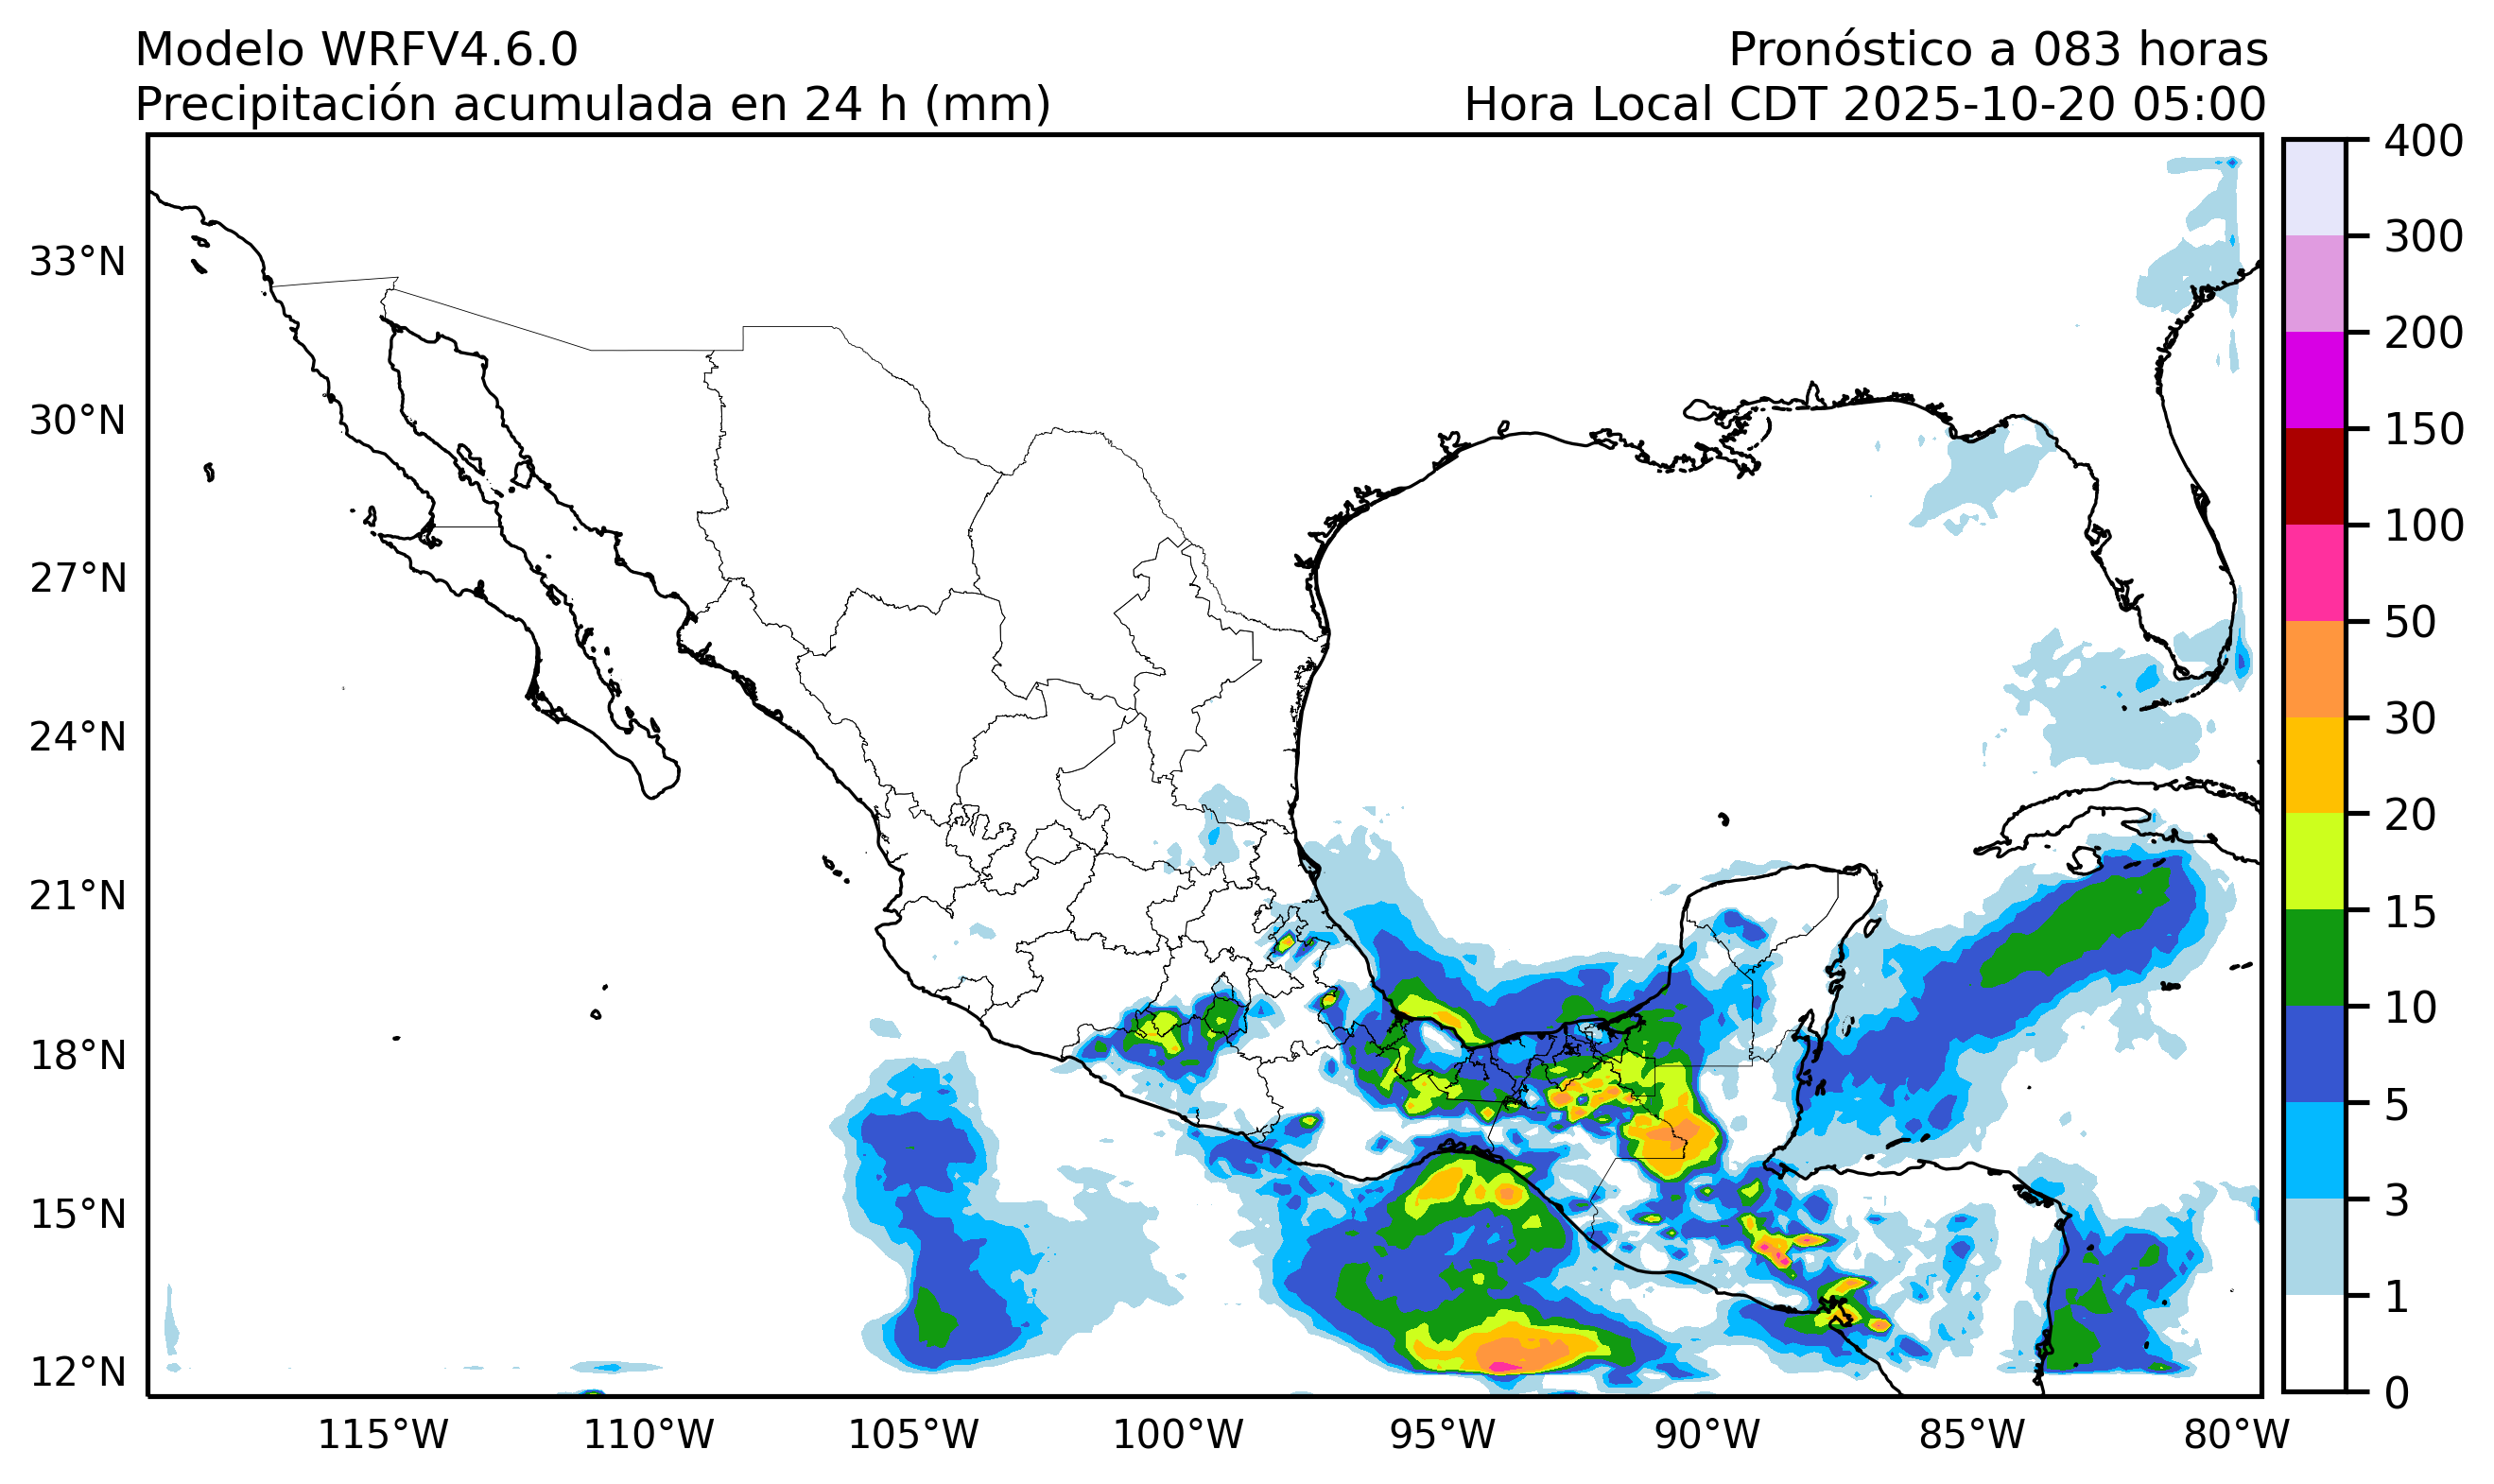 Modelo WRFV4.6.0
Pronóstico a 083 horas
Precipitación acumulada en 24 h (mm)
Hora Local CDT 2025-10-20 05:00
33°N
30°N
27°N
24°N
21°N
18°N
15°N
12°N
115°W
110°W
105°W
100°W
95°W
90°W
85°W
80°W
400
300
200
150
100
50
30
20
15
10
5
3
1
0